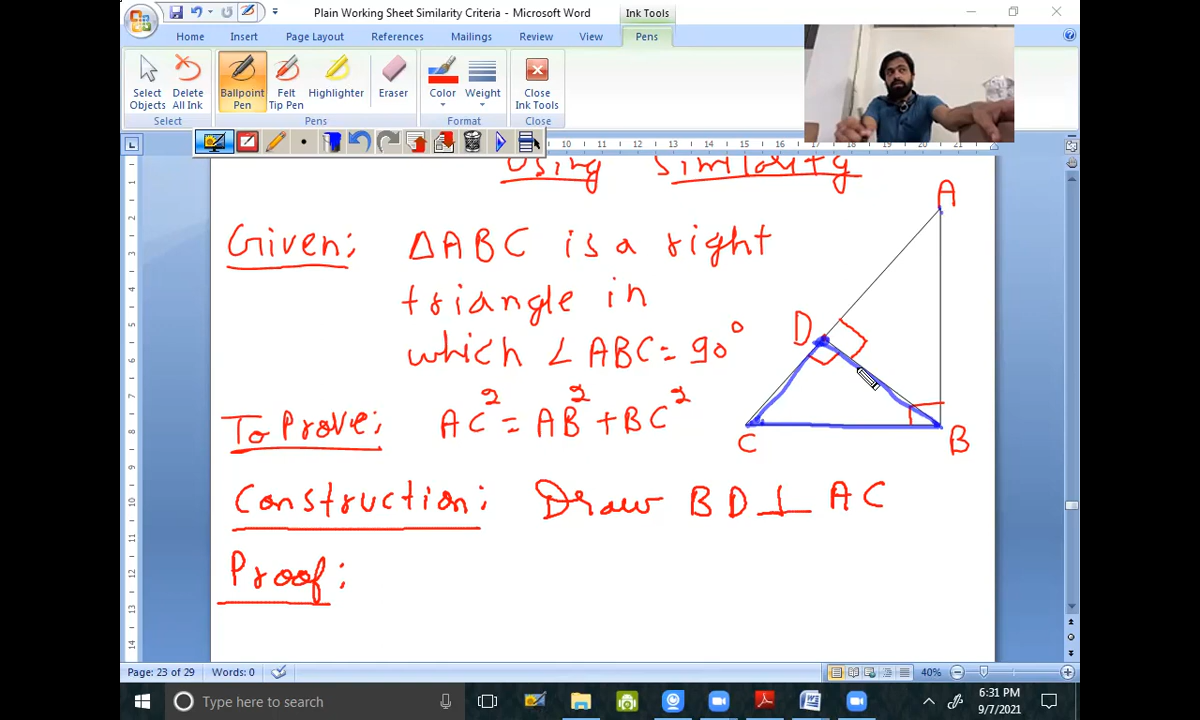 Plain Working Sheet Similarity Criteria - Microsoft Word
Ink Tools
Home Insert Page Layout References Mailings Review View Pens
Select Objects
Delete All Ink
Ballpoint Pen
Felt Tip Pen
Highlighter
Eraser
Color
Weight
Close Ink Tools
Select Pens Format Close
Using Similarity
Given: ΔABC is a right
triangle in
which ∠ABC = 90°
To Prove: AC² = AB² + BC²
Construction: Draw BD ⊥ AC
Proof:
A
D
C
B
Page: 23 of 29 Words: 0 40%
Type here to search
6:31 PM
9/7/2021